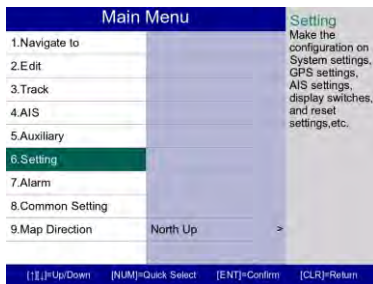 Main Menu
1.Navigate to
2.Edit
3.Track
4.AIS
5.Auxiliary
6.Setting
7.Alarm
8.Common Setting
9.Map Direction North Up >
[↑][↓]=Up/Down [NUM]=Quick Select [ENT]=Confirm [CLR]=Return
Setting
Make the
configuration on
System settings,
GPS settings,
AIS settings,
display switches,
and reset
settings,etc.